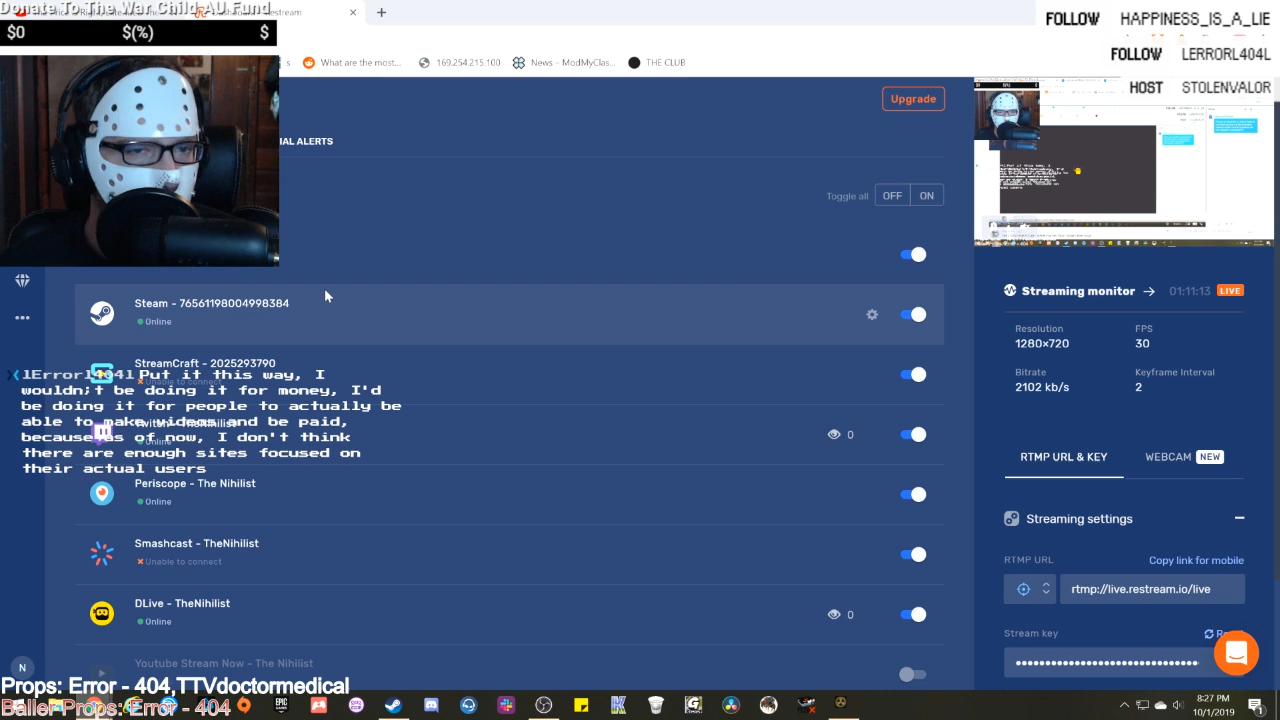 Donate To The War Child AU Fund
$0 $(%) $
What are the most...
169.254.215.100
News – ModMyClas...
THE CLUB
FOLLOW HAPPINESS_IS_A_LIE
FOLLOW LERRORL404L
HOST STOLENVALOR
Upgrade
IAL ALERTS
Toggle all OFF ON
Steam - 76561198004998384
Online
StreamCraft - 2025293790
Unable to connect
lErrorl404l Put it this way, I
wouldn;t be doing it for money, I'd
be doing it for people to actually be
able to make videos and be paid,
because as of now, I don't think
there are enough sites focused on
their actual users
Twitch - TheNihilist
Online
0
Periscope - The Nihilist
Online
Smashcast - TheNihilist
Unable to connect
DLive - TheNihilist
Online
0
Youtube Stream Now - The Nihilist
N
Streaming monitor → 01:11:13 LIVE
Resolution FPS
1280×720 30
Bitrate Keyframe Interval
2102 kb/s 2
RTMP URL & KEY WEBCAM NEW
Streaming settings
RTMP URL Copy link for mobile
rtmp://live.restream.io/live
Stream key
Props: Error - 404,TTVdoctormedical
Baller Props: Error - 404
8:27 PM
10/1/2019